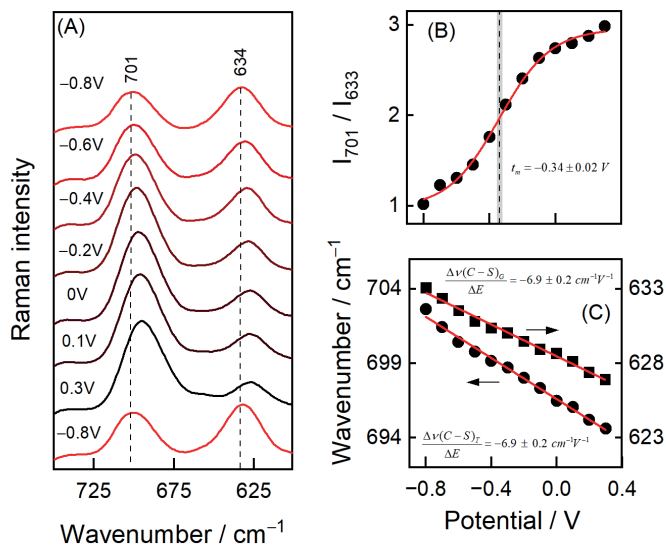 (A)
701
634
−0.8V
−0.6V
−0.4V
−0.2V
0V
0.1V
0.3V
−0.8V
Raman intensity
725
675
625
Wavenumber / cm⁻¹
(B)
3
2
1
I₇₀₁ / I₆₃₃
tₘ = −0.34 ± 0.02 V
(C)
704
699
694
633
628
623
Δν(C − S)_G / ΔE = −6.9 ± 0.2 cm⁻¹V⁻¹
Δν(C − S)_T / ΔE = −6.9 ± 0.2 cm⁻¹V⁻¹
Wavenumber / cm⁻¹
−0.8
−0.4
0.0
0.4
Potential / V